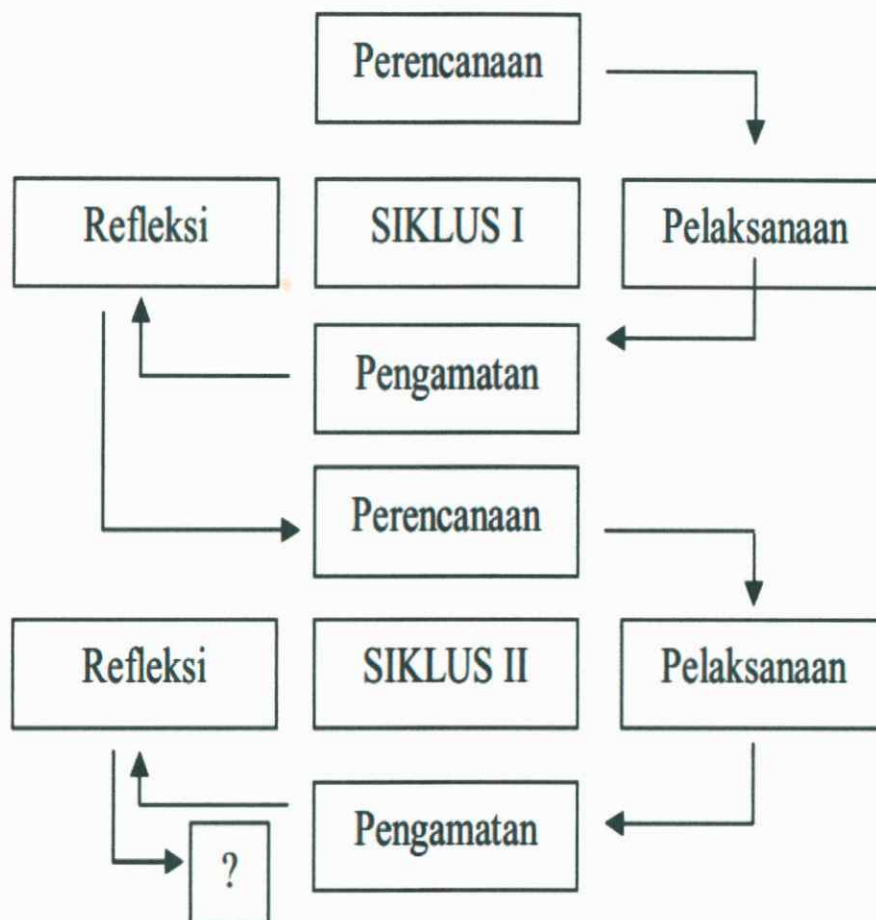 Perencanaan
Refleksi
SIKLUS I
Pelaksanaan
Pengamatan
Perencanaan
Refleksi
SIKLUS II
Pelaksanaan
Pengamatan
?